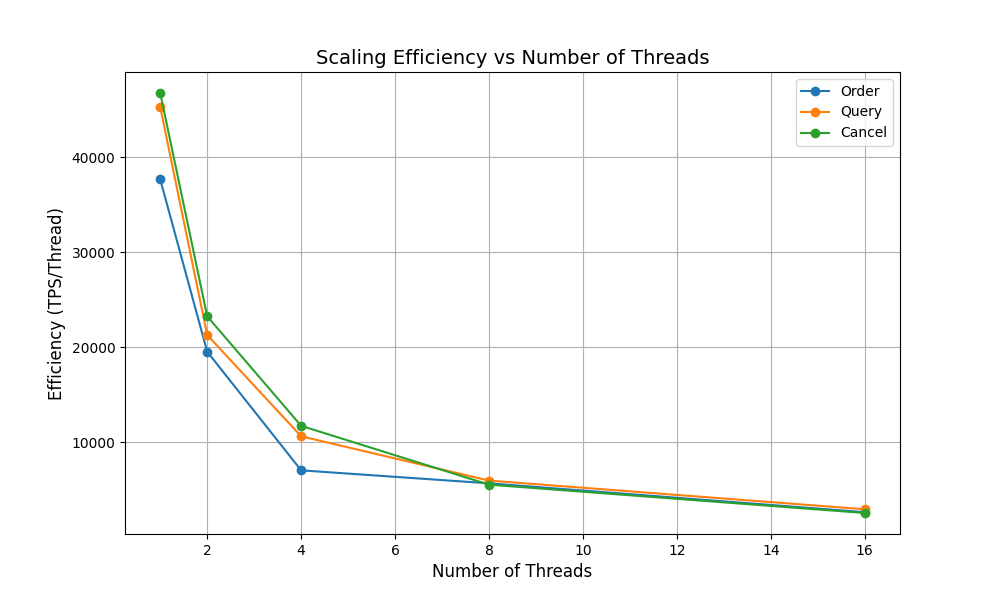 Scaling Efficiency vs Number of Threads
Order
Query
Cancel
Efficiency (TPS/Thread)
40000
30000
20000
10000
2 4 6 8 10 12 14 16
Number of Threads